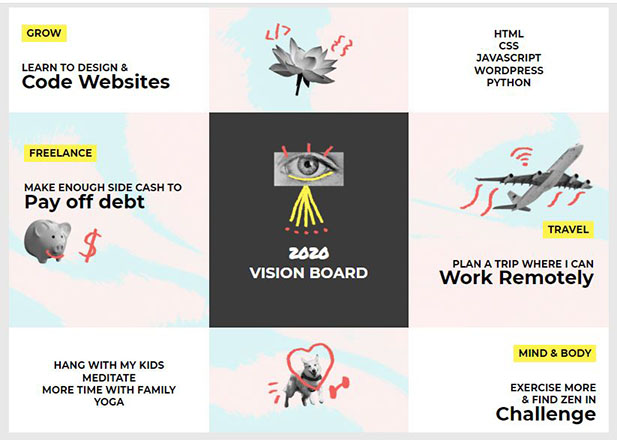 GROW
LEARN TO DESIGN &
Code Websites
</>
{}
HTML
CSS
JAVASCRIPT
WORDPRESS
PYTHON
FREELANCE
MAKE ENOUGH SIDE CASH TO
Pay off debt
$
2020
VISION BOARD
TRAVEL
PLAN A TRIP WHERE I CAN
Work Remotely
HANG WITH MY KIDS
MEDITATE
MORE TIME WITH FAMILY
YOGA
MIND & BODY
EXERCISE MORE
& FIND ZEN IN
Challenge